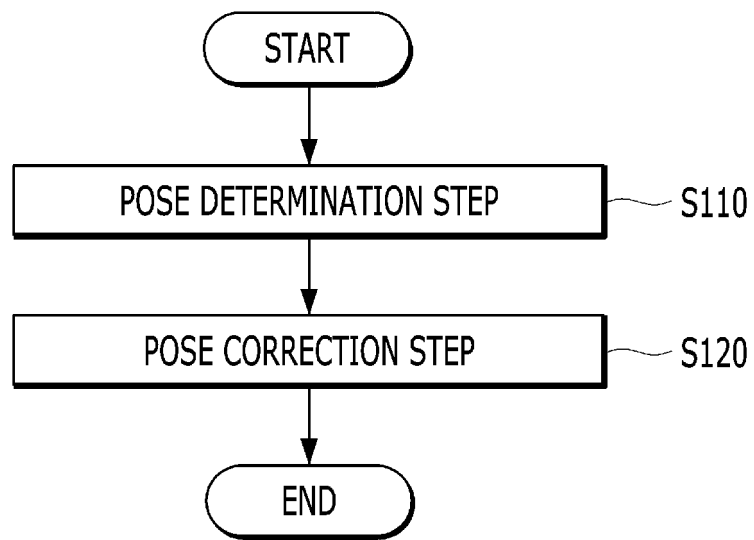 START
POSE DETERMINATION STEP
S110
POSE CORRECTION STEP
S120
END